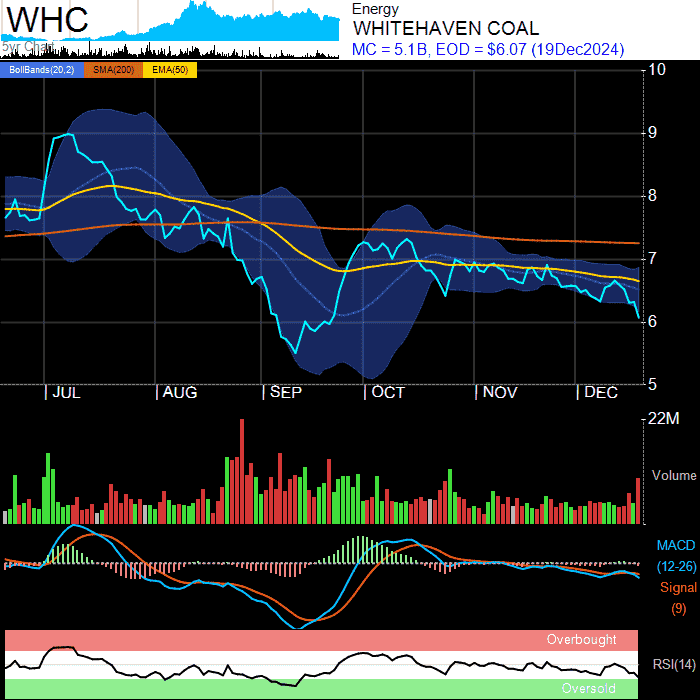 WHC
5yr Chart
Energy
WHITEHAVEN COAL
MC = 5.1B, EOD = $6.07 (19Dec2024)
BollBands(20,2) SMA(200) EMA(50)
10
9
8
7
6
5
| JUL | AUG | SEP | OCT | NOV | DEC
22M
Volume
MACD
(12-26)
Signal
(9)
Overbought
RSI(14)
Oversold